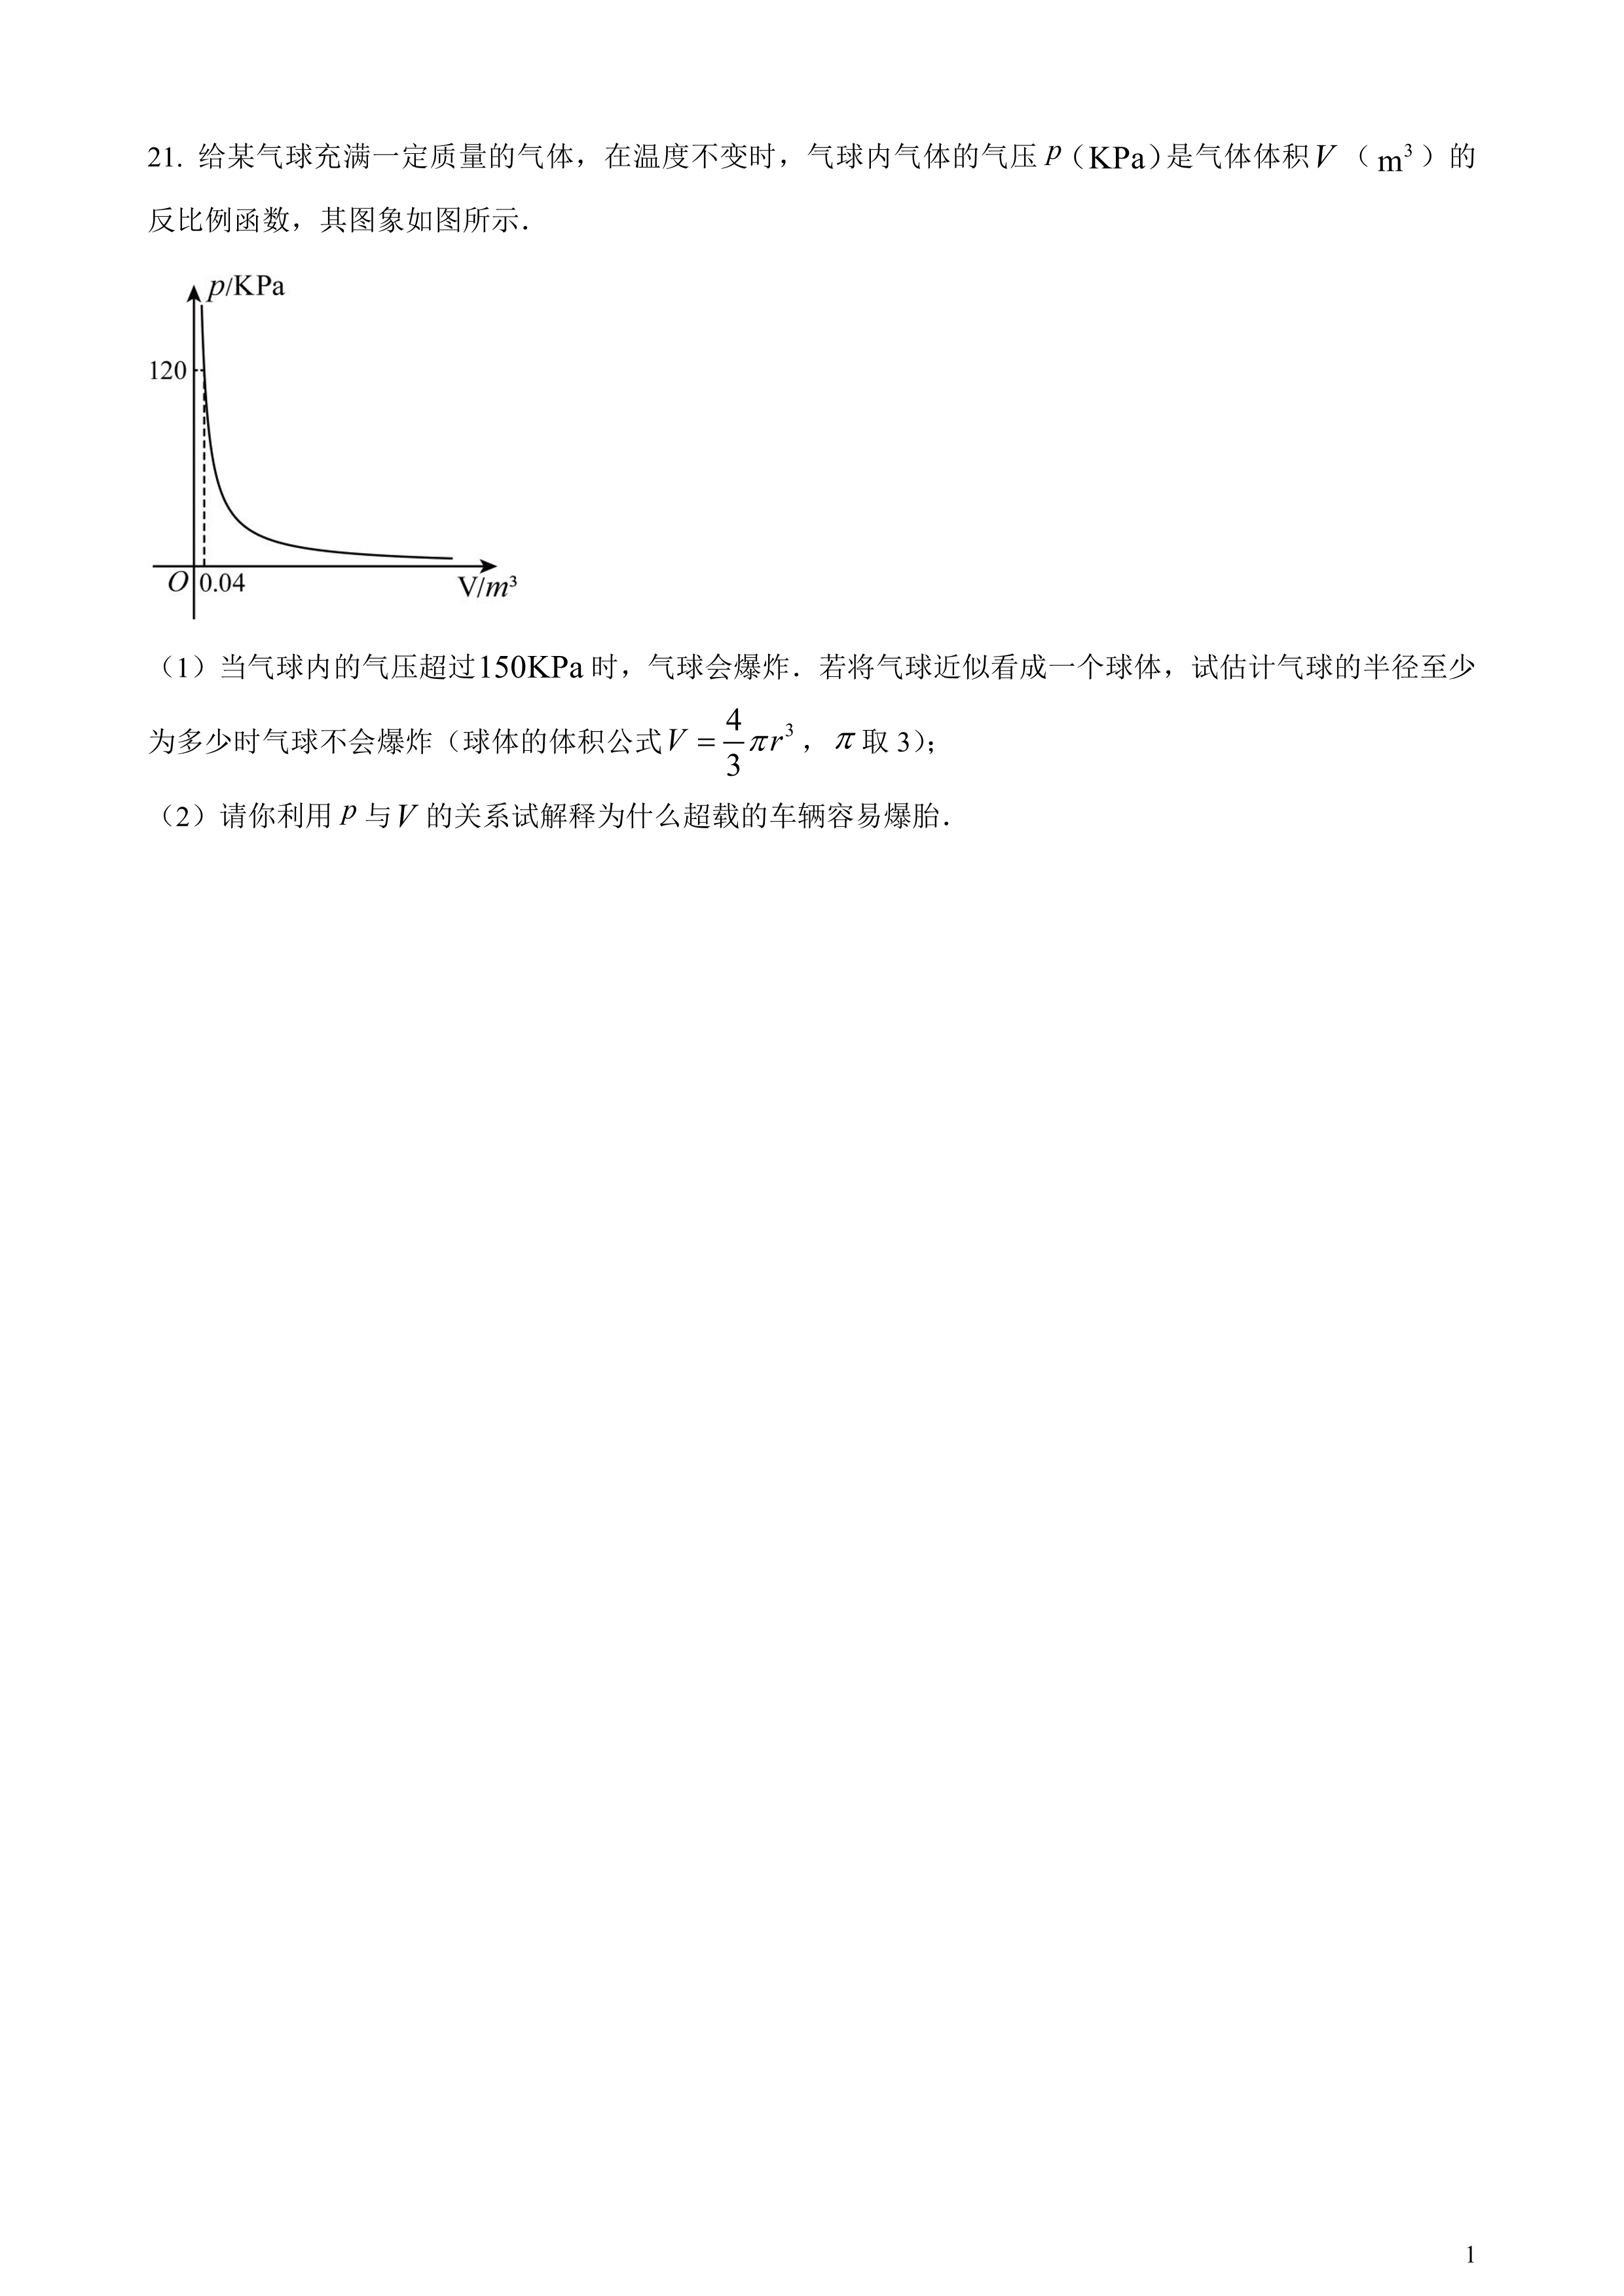 21. 给某气球充满一定质量的气体，在温度不变时，气球内气体的气压 p（KPa）是气体体积 V（m³）的
反比例函数，其图象如图所示．
p/KPa
120
O 0.04
V/m³
（1）当气球内的气压超过150KPa 时，气球会爆炸．若将气球近似看成一个球体，试估计气球的半径至少
为多少时气球不会爆炸（球体的体积公式 V = 4/3 πr³，π 取 3）；
（2）请你利用 p 与 V 的关系试解释为什么超载的车辆容易爆胎．
1